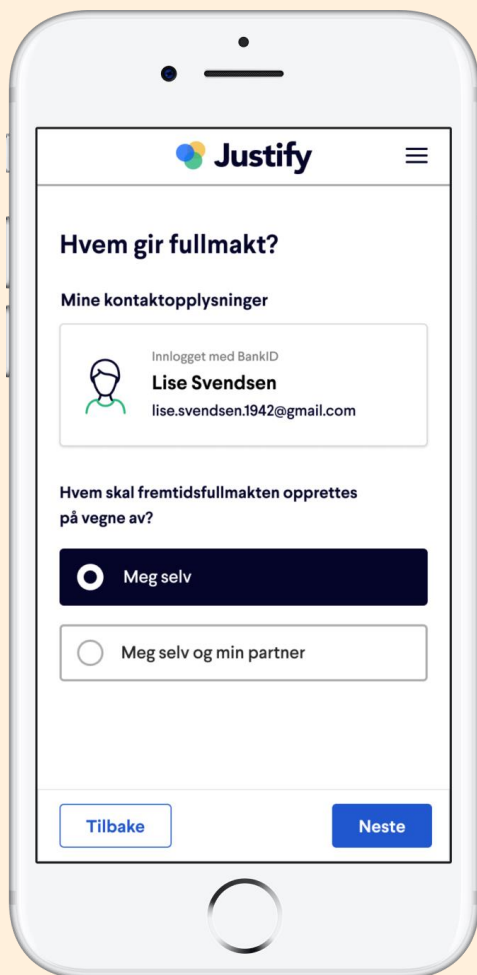 Justify
Hvem gir fullmakt?
Mine kontaktopplysninger
Innlogget med BankID
Lise Svendsen
lise.svendsen.1942@gmail.com
Hvem skal fremtidsfullmakten opprettes
på vegne av?
Meg selv
Meg selv og min partner
Tilbake
Neste